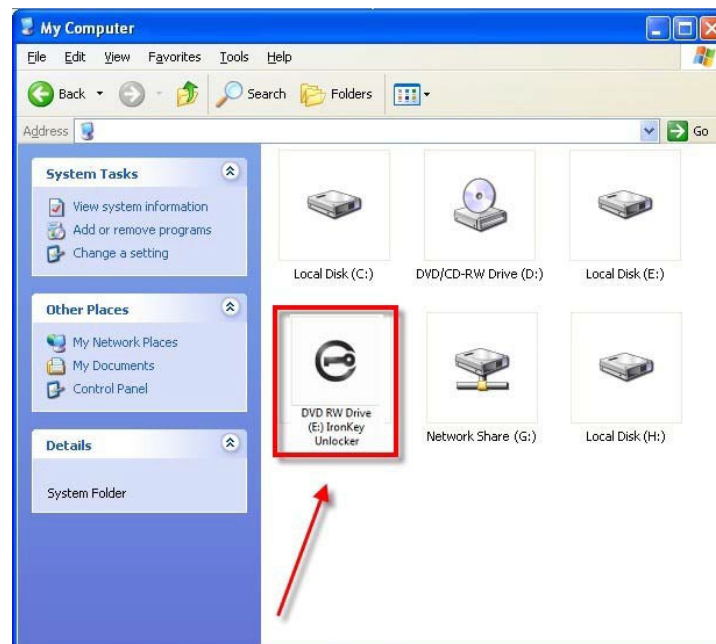 My Computer
File Edit View Favorites Tools Help
Back Search Folders
Address Go
System Tasks
View system information
Add or remove programs
Change a setting
Other Places
My Network Places
My Documents
Control Panel
Details
System Folder
Local Disk (C:) DVD/CD-RW Drive (D:) Local Disk (E:)
DVD RW Drive
(E:) IronKey
Unlocker
Network Share (G:) Local Disk (H:)